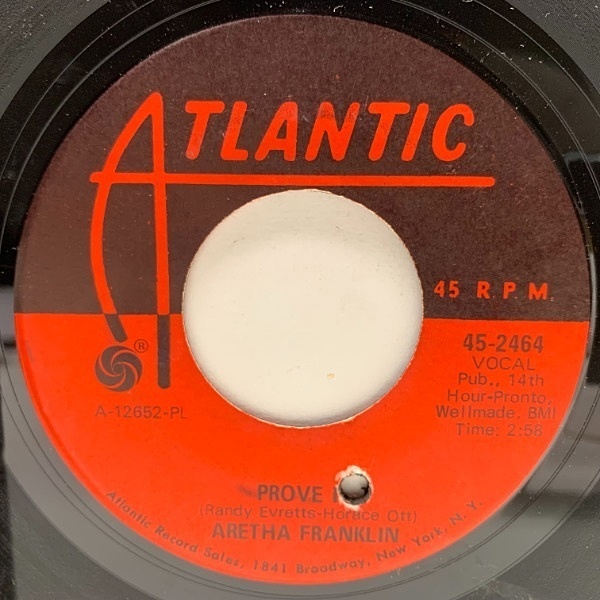 ATLANTIC
45 R.P.M.
®
45-2464
VOCAL
Pub., 14th
Hour-Pronto,
Wellmade, BMI
Time: 2:58
A-12652-PL
PROVE
(Randy Evretts-Horace Ott)
ARETHA FRANKLIN
Atlantic Record Sales, 1841 Broadway, New York, N. Y.